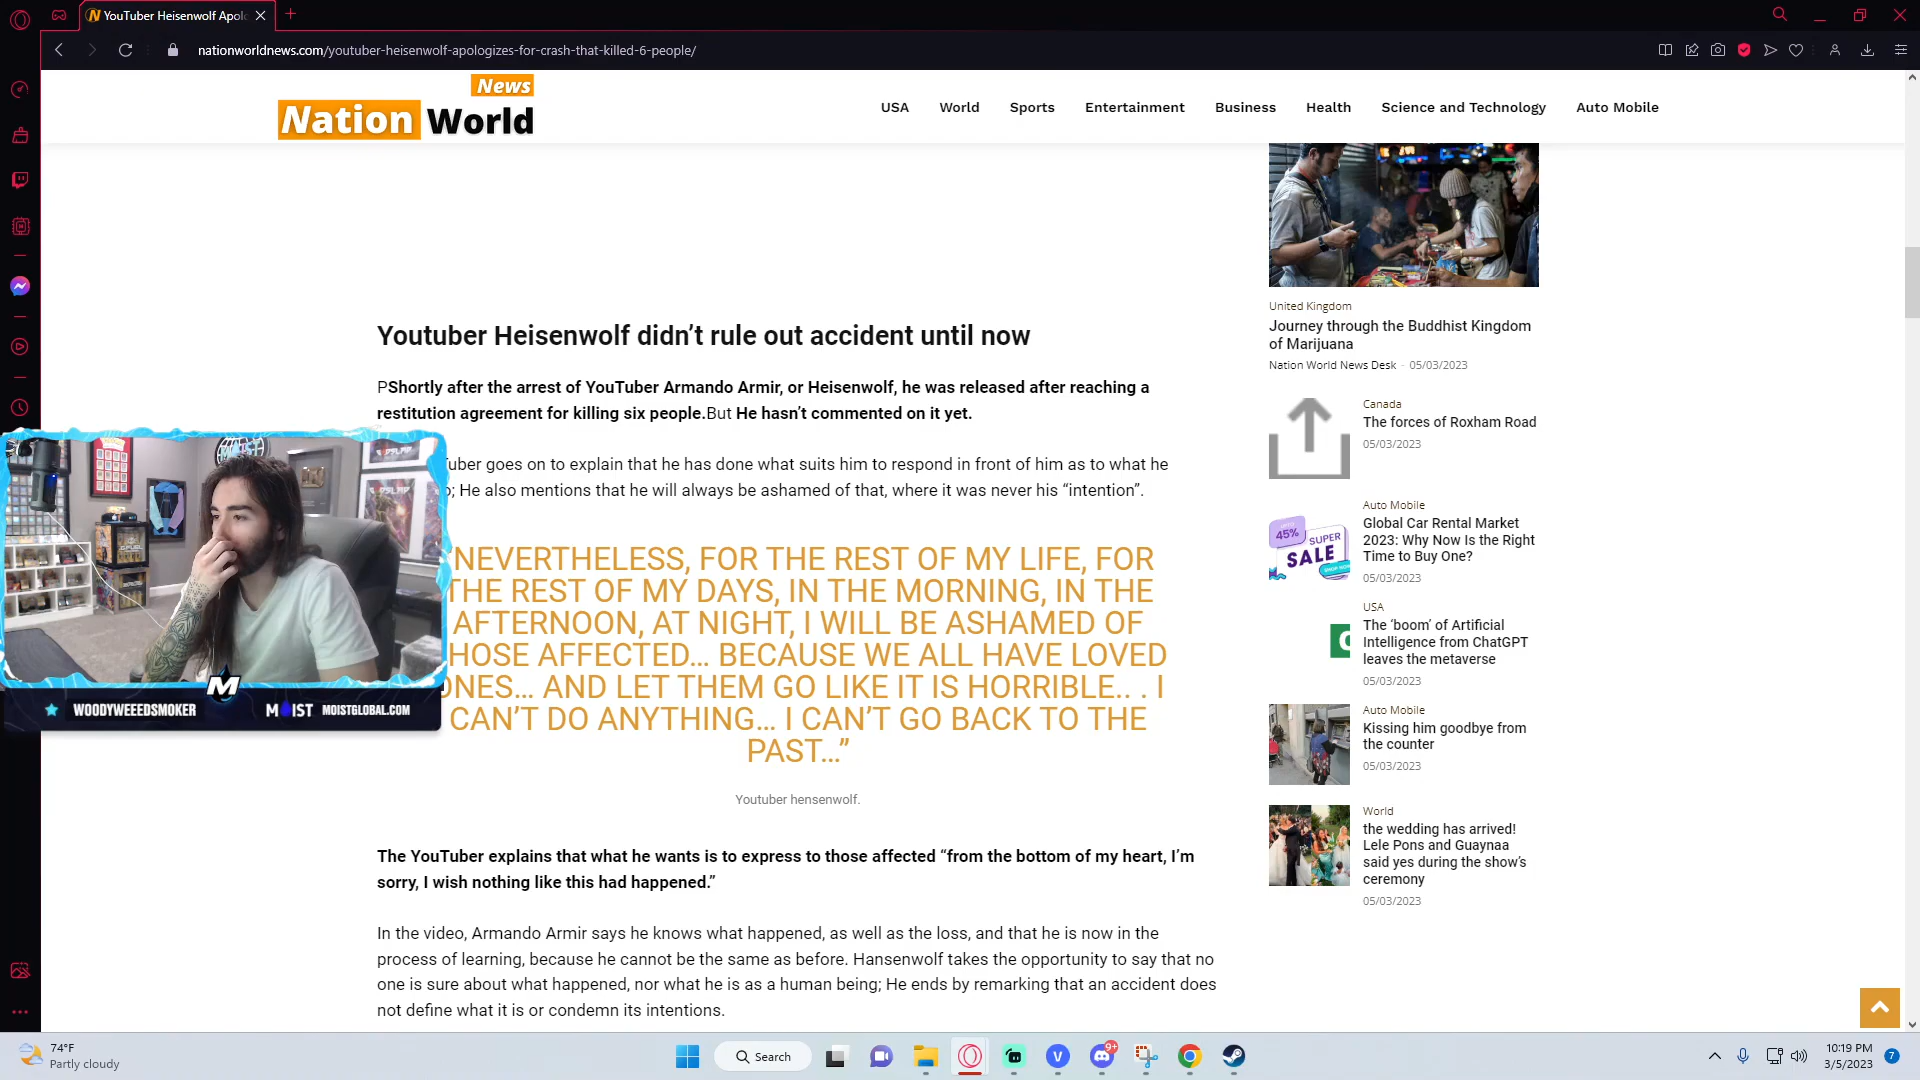 YouTuber Heisenwolf Apolo
nationworldnews.com/youtuber-heisenwolf-apologizes-for-crash-that-killed-6-people/
News
Nation World
USA
World
Sports
Entertainment
Business
Health
Science and Technology
Auto Mobile
Youtuber Heisenwolf didn’t rule out accident until now
PShortly after the arrest of YouTuber Armando Armir, or Heisenwolf, he was released after reaching a
restitution agreement for killing six people.But He hasn’t commented on it yet.
uber goes on to explain that he has done what suits him to respond in front of him as to what he
; He also mentions that he will always be ashamed of that, where it was never his “intention”.
NEVERTHELESS, FOR THE REST OF MY LIFE, FOR
THE REST OF MY DAYS, IN THE MORNING, IN THE
AFTERNOON, AT NIGHT, I WILL BE ASHAMED OF
HOSE AFFECTED… BECAUSE WE ALL HAVE LOVED
ONES… AND LET THEM GO LIKE IT IS HORRIBLE.. . I
CAN’T DO ANYTHING… I CAN’T GO BACK TO THE
PAST…”
Youtuber hensenwolf.
The YouTuber explains that what he wants is to express to those affected “from the bottom of my heart, I’m
sorry, I wish nothing like this had happened.”
In the video, Armando Armir says he knows what happened, as well as the loss, and that he is now in the
process of learning, because he cannot be the same as before. Hansenwolf takes the opportunity to say that no
one is sure about what happened, nor what he is as a human being; He ends by remarking that an accident does
not define what it is or condemn its intentions.
United Kingdom
Journey through the Buddhist Kingdom
of Marijuana
Nation World News Desk - 05/03/2023
Canada
The forces of Roxham Road
05/03/2023
45%
SUPER
SALE
Auto Mobile
Global Car Rental Market
2023: Why Now Is the Right
Time to Buy One?
05/03/2023
USA
The ‘boom’ of Artificial
Intelligence from ChatGPT
leaves the metaverse
05/03/2023
Auto Mobile
Kissing him goodbye from
the counter
05/03/2023
World
the wedding has arrived!
Lele Pons and Guaynaa
said yes during the show’s
ceremony
05/03/2023
M
WOODYWEEEDSMOKER
MOIST
MOISTGLOBAL.COM
74°F
Partly cloudy
Search
9+
10:19 PM
3/5/2023
7